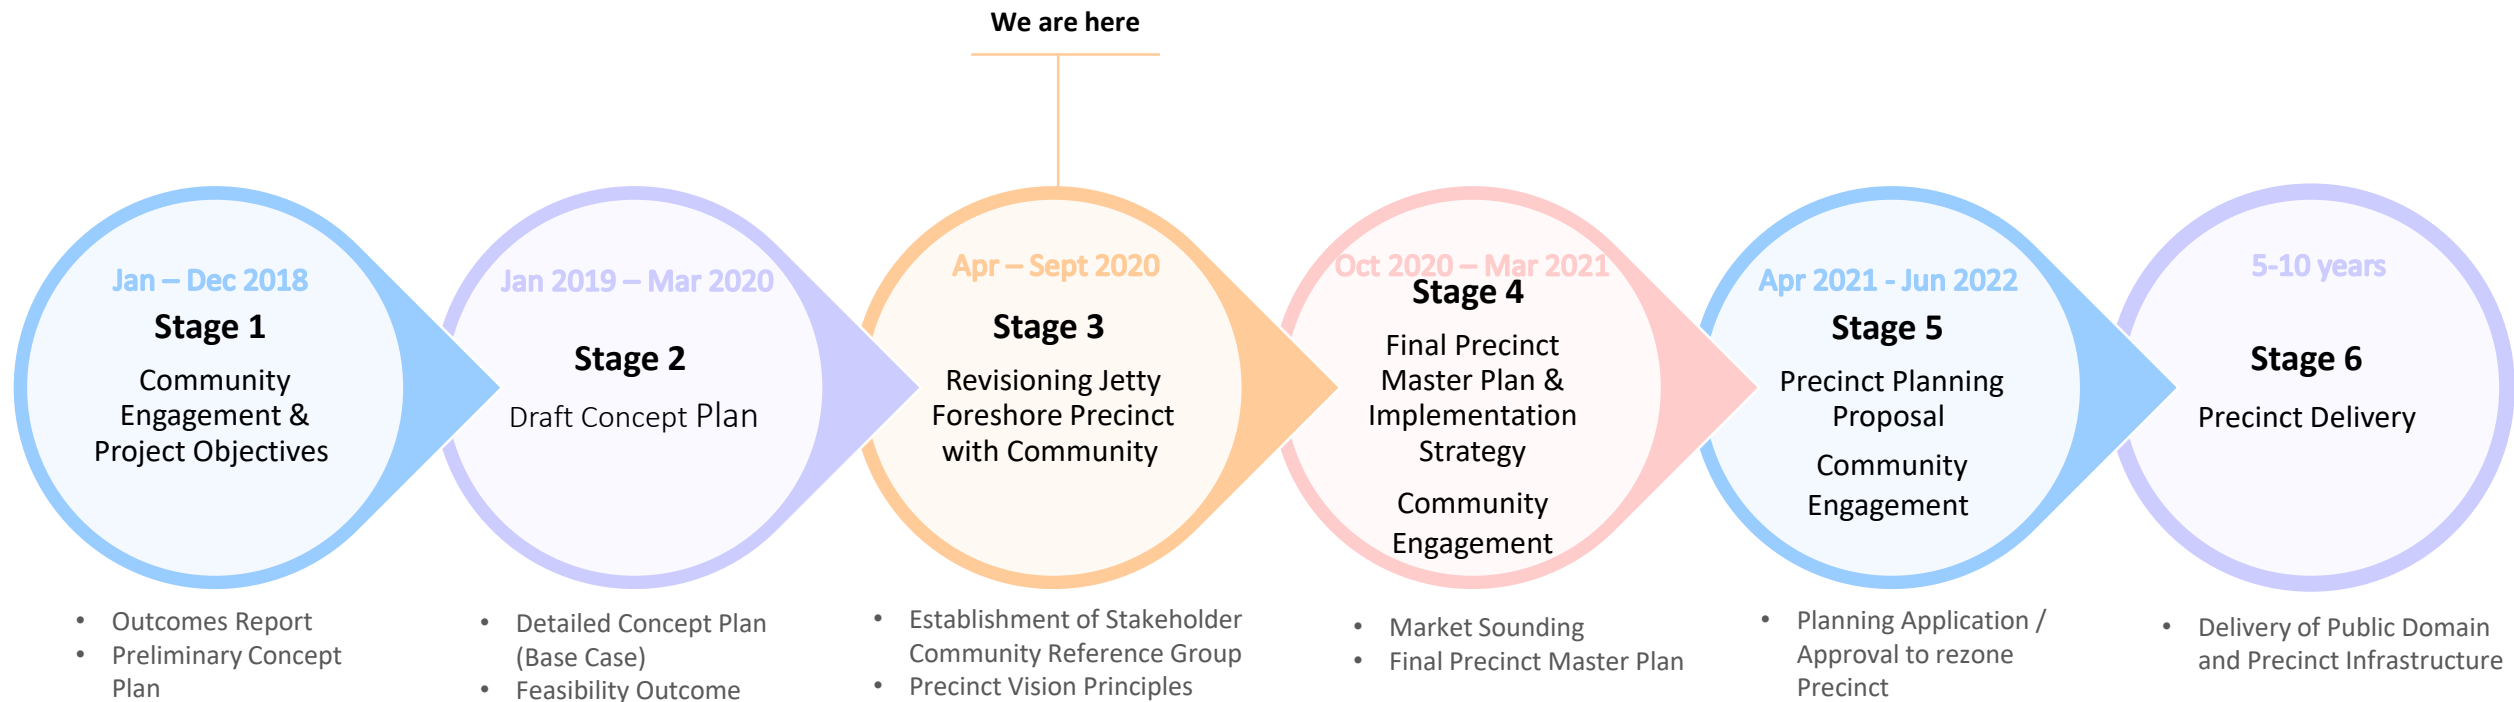 We are here
Jan – Dec 2018
Stage 1
Community
Engagement &
Project Objectives
• Outcomes Report
• Preliminary Concept
Plan
Jan 2019 – Mar 2020
Stage 2
Draft Concept Plan
• Detailed Concept Plan
(Base Case)
• Feasibility Outcome
Apr – Sept 2020
Stage 3
Revisioning Jetty
Foreshore Precinct
with Community
• Establishment of Stakeholder
Community Reference Group
• Precinct Vision Principles
Oct 2020 – Mar 2021
Stage 4
Final Precinct
Master Plan &
Implementation
Strategy
Community
Engagement
• Market Sounding
• Final Precinct Master Plan
Apr 2021 - Jun 2022
Stage 5
Precinct Planning
Proposal
Community
Engagement
• Planning Application /
Approval to rezone
Precinct
5-10 years
Stage 6
Precinct Delivery
• Delivery of Public Domain
and Precinct Infrastructure